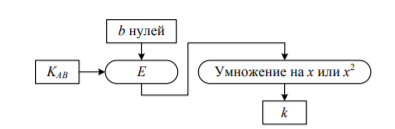 b нулей
K_AB
E
Умножение на x или x²
k